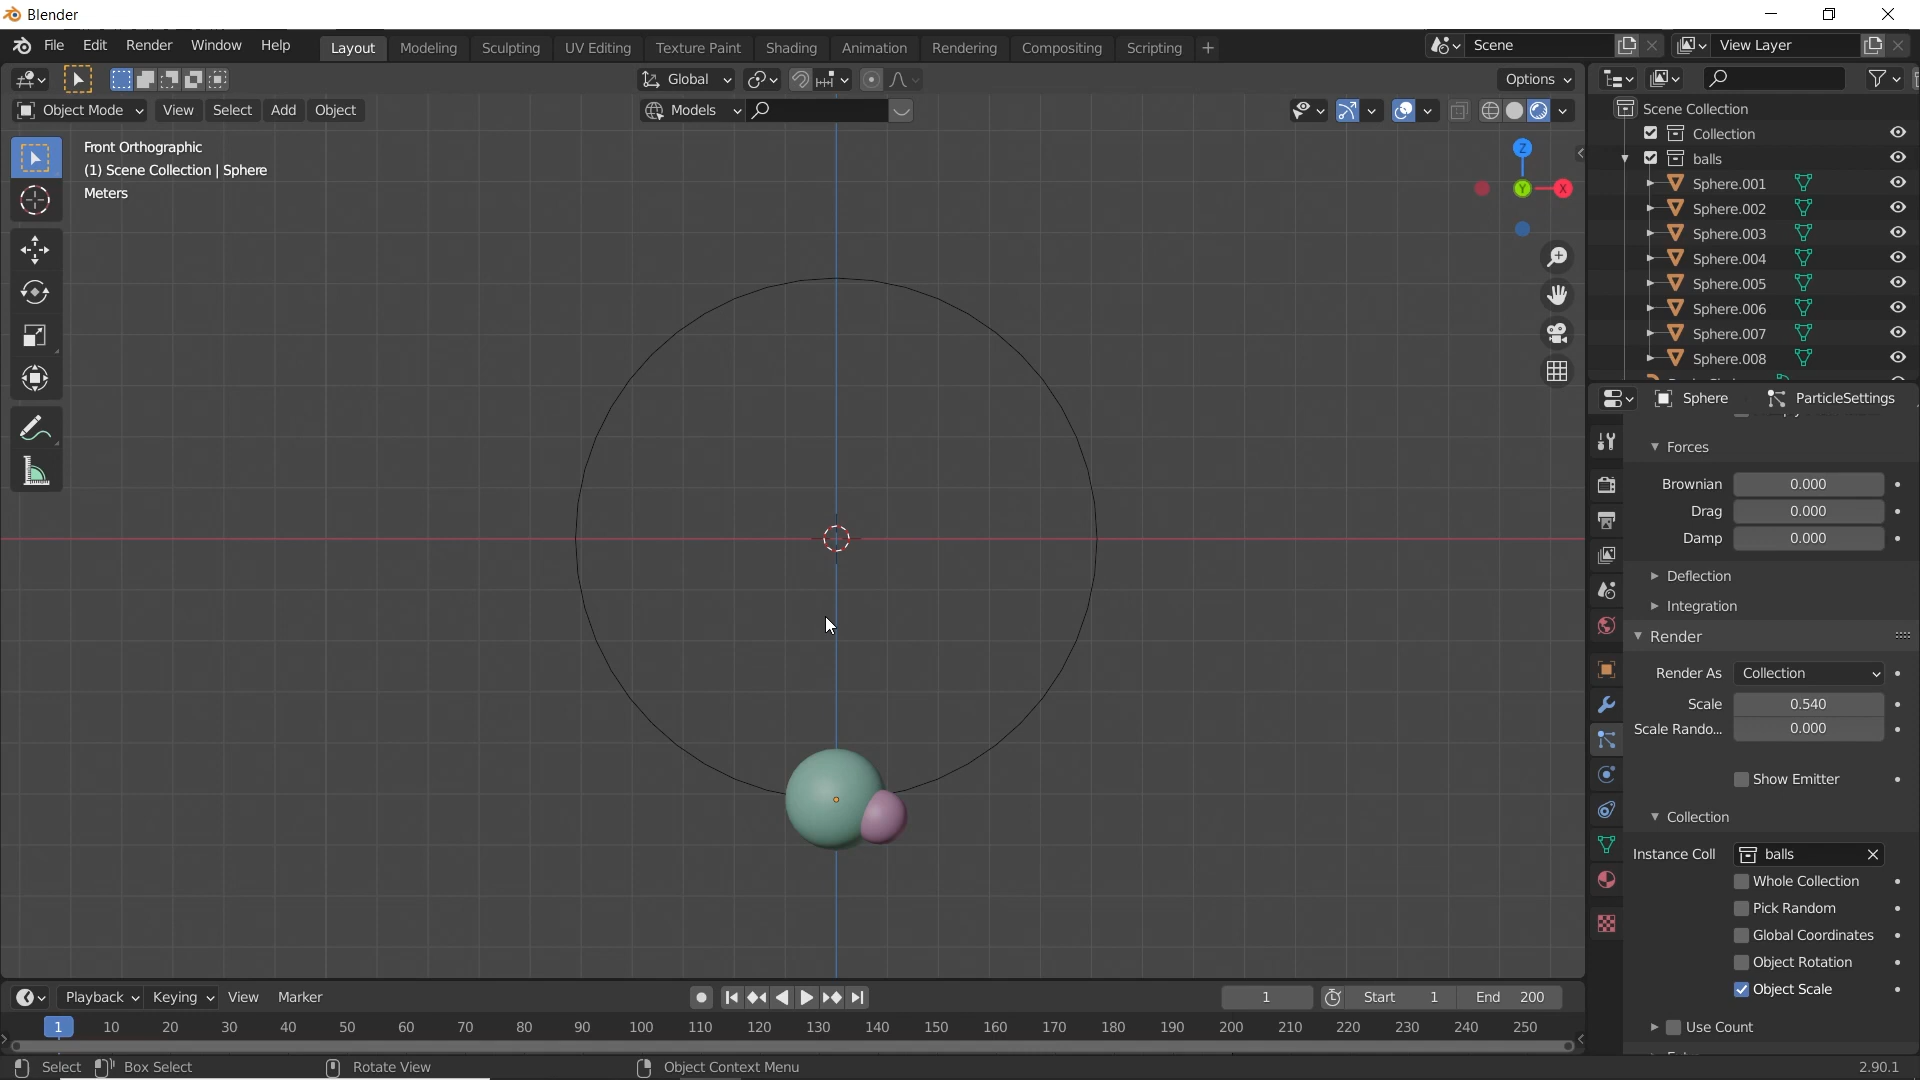 Blender
File Edit Render Window Help Layout Modeling Sculpting UV Editing Texture Paint Shading Animation Rendering Compositing Scripting + Scene View Layer
Global Options
Object Mode View Select Add Object Models
Front Orthographic
(1) Scene Collection | Sphere
Meters
Z
Y
X
Scene Collection
Collection
balls
Sphere.001
Sphere.002
Sphere.003
Sphere.004
Sphere.005
Sphere.006
Sphere.007
Sphere.008
Sphere ParticleSettings
Forces
Brownian 0.000
Drag 0.000
Damp 0.000
Deflection
Integration
Render
Render As Collection
Scale 0.540
Scale Rando... 0.000
Show Emitter
Collection
Instance Coll balls
Whole Collection
Pick Random
Global Coordinates
Object Rotation
Object Scale
Use Count
Playback Keying View Marker 1 Start 1 End 200
1 10 20 30 40 50 60 70 80 90 100 110 120 130 140 150 160 170 180 190 200 210 220 230 240 250
Select Box Select Rotate View Object Context Menu 2.90.1